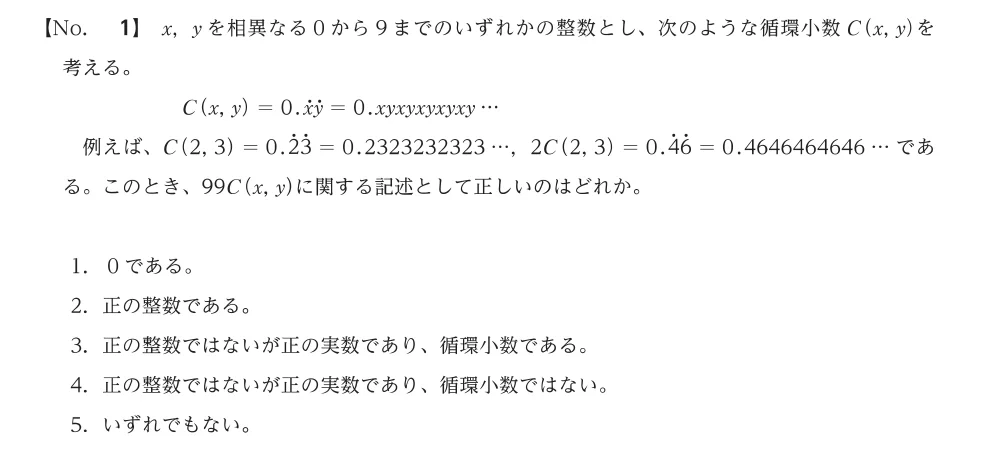 【No. 1】 x, y を相異なる 0 から 9 までのいずれかの整数とし、次のような循環小数 C(x, y) を
考える。
C(x, y) = 0.ẋẏ = 0.xyxyxyxyxy …
例えば、C(2, 3) = 0.2̇3̇ = 0.2323232323 …, 2C(2, 3) = 0.4̇6̇ = 0.4646464646 … であ
る。このとき、99C(x, y)に関する記述として正しいのはどれか。
1. 0 である。
2. 正の整数である。
3. 正の整数ではないが正の実数であり、循環小数である。
4. 正の整数ではないが正の実数であり、循環小数ではない。
5. いずれでもない。